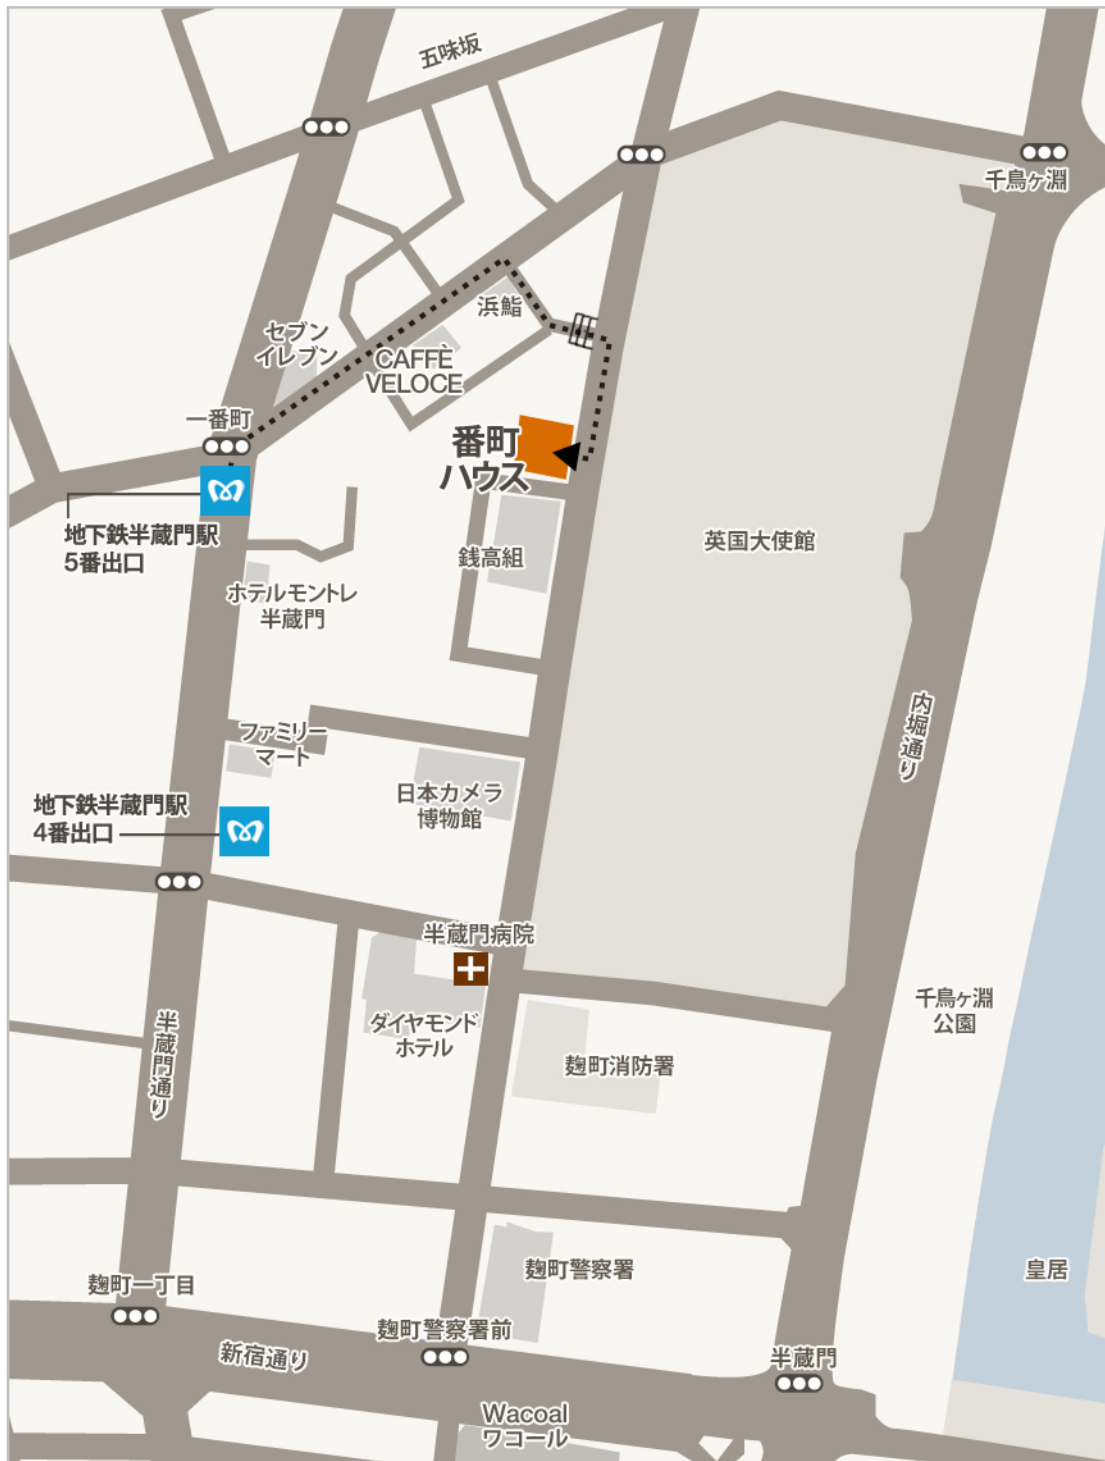 五味坂
千鳥ヶ淵
浜鮨
セブン
イレブン
CAFFÈ
VELOCE
一番町
番町
ハウス
地下鉄半蔵門駅
5番出口
英国大使館
銭高組
ホテルモントレ
半蔵門
内堀通り
ファミリー
マート
日本カメラ
博物館
地下鉄半蔵門駅
4番出口
半蔵門病院
千鳥ヶ淵
公園
ダイヤモンド
ホテル
半蔵門通り
麹町消防署
麹町警察署
皇居
麹町一丁目
麹町警察署前
新宿通り
半蔵門
Wacoal
ワコール